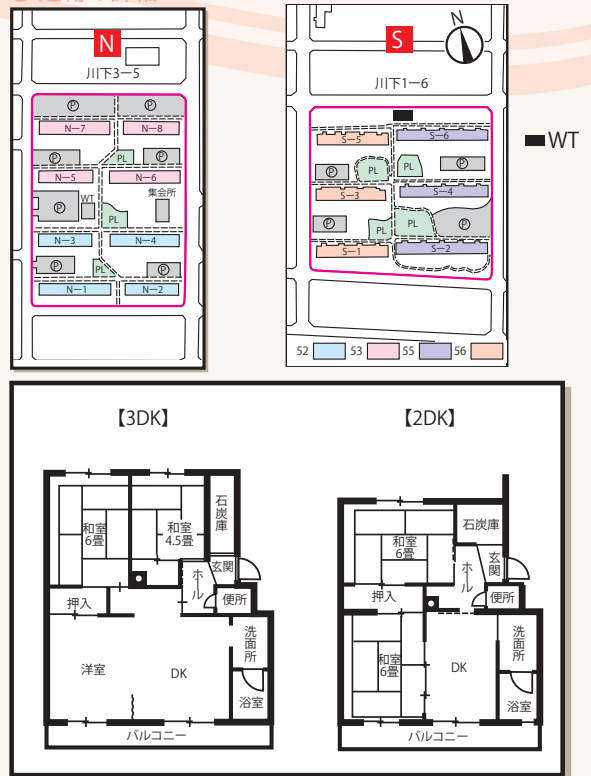 N
川下3ー5
P
P
N－7
N－8
P
PL
P
N－5
N－6
P
WT
PL
集会所
N－3
N－4
P
PL
P
N－1
N－2
S
N
川下1ー6
WT
S－5
S－6
P
PL
PL
P
S－3
S－4
P
PL
PL
P
S－1
S－2
52
53
55
56
【3DK】
和室
6畳
和室
4.5畳
石炭庫
玄関
ホール
便所
押入
洋室
DK
洗面所
浴室
バルコニー
【2DK】
和室
6畳
石炭庫
玄関
ホール
便所
押入
和室
6畳
DK
洗面所
浴室
バルコニー